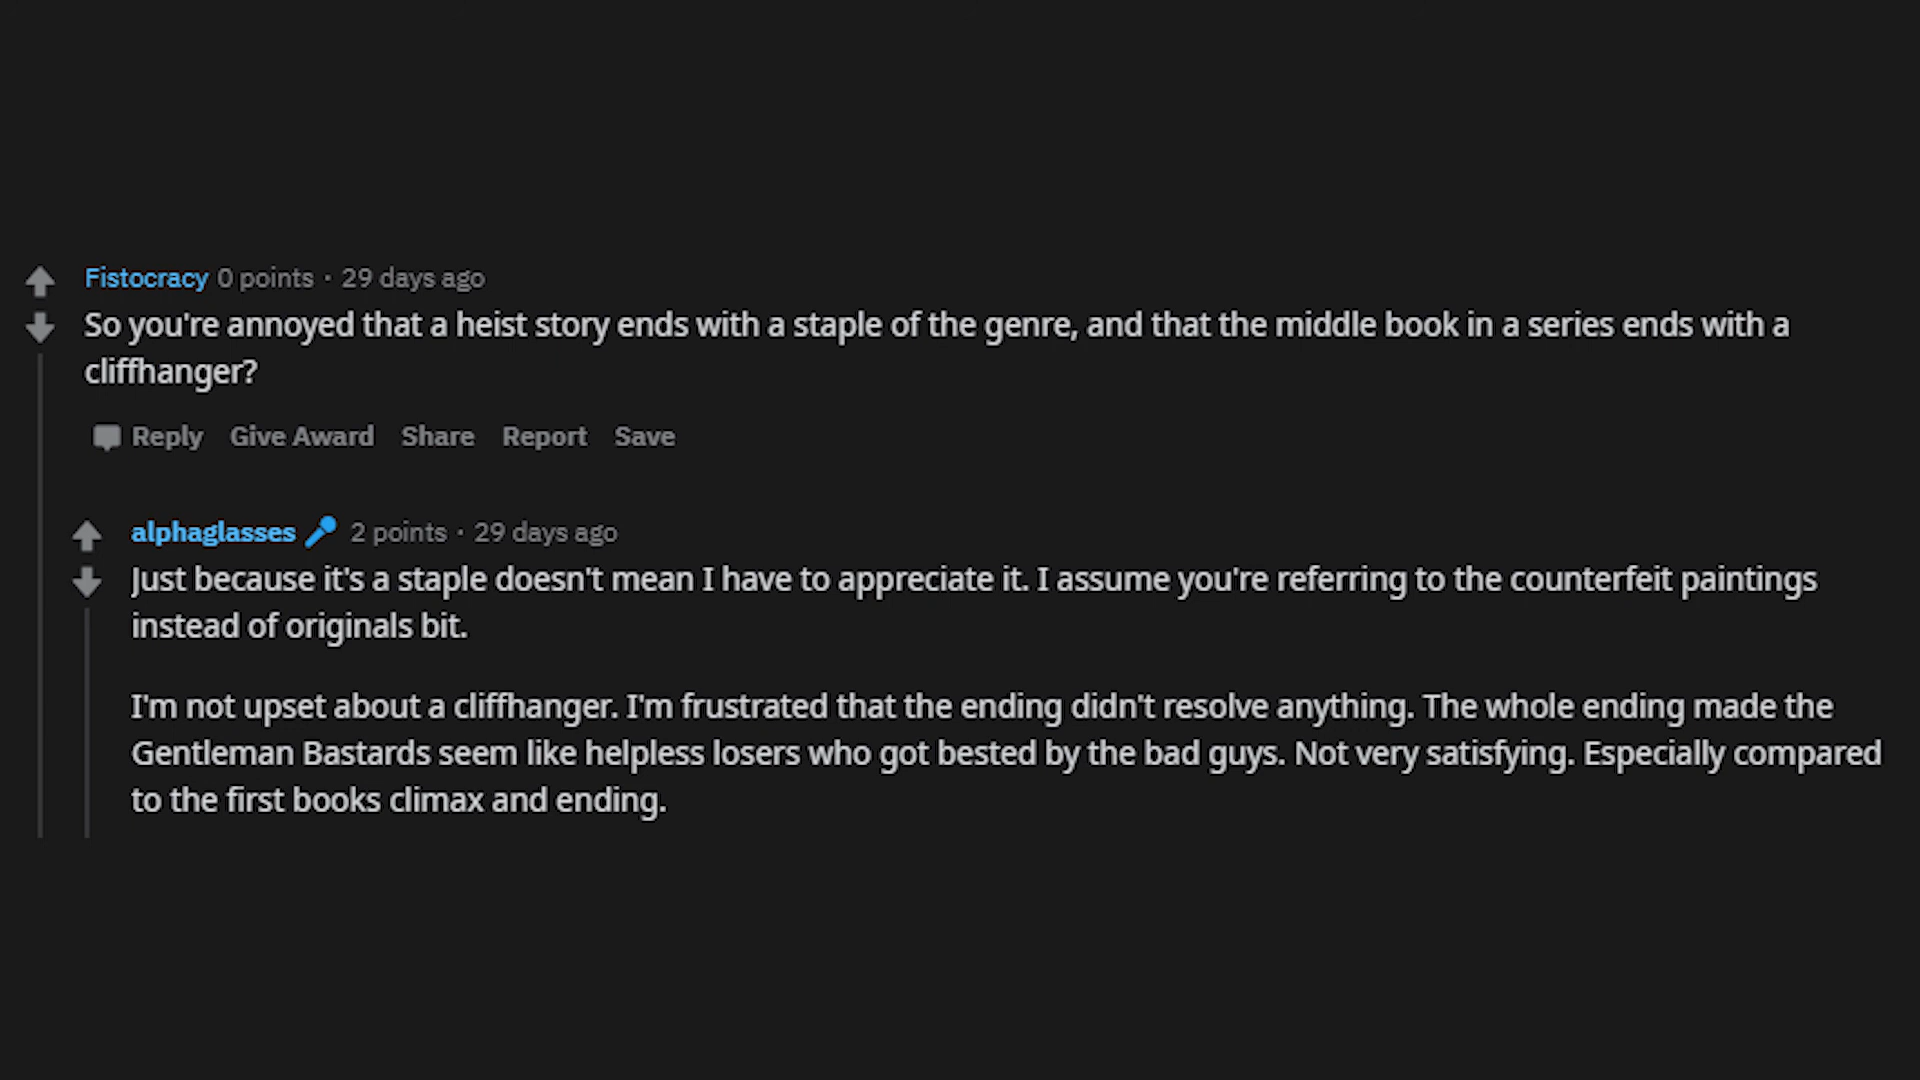 Fistocracy 0 points · 29 days ago
So you're annoyed that a heist story ends with a staple of the genre, and that the middle book in a series ends with a
cliffhanger?
Reply Give Award Share Report Save
alphaglasses 2 points · 29 days ago
Just because it's a staple doesn't mean I have to appreciate it. I assume you're referring to the counterfeit paintings
instead of originals bit.
I'm not upset about a cliffhanger. I'm frustrated that the ending didn't resolve anything. The whole ending made the
Gentleman Bastards seem like helpless losers who got bested by the bad guys. Not very satisfying. Especially compared
to the first books climax and ending.